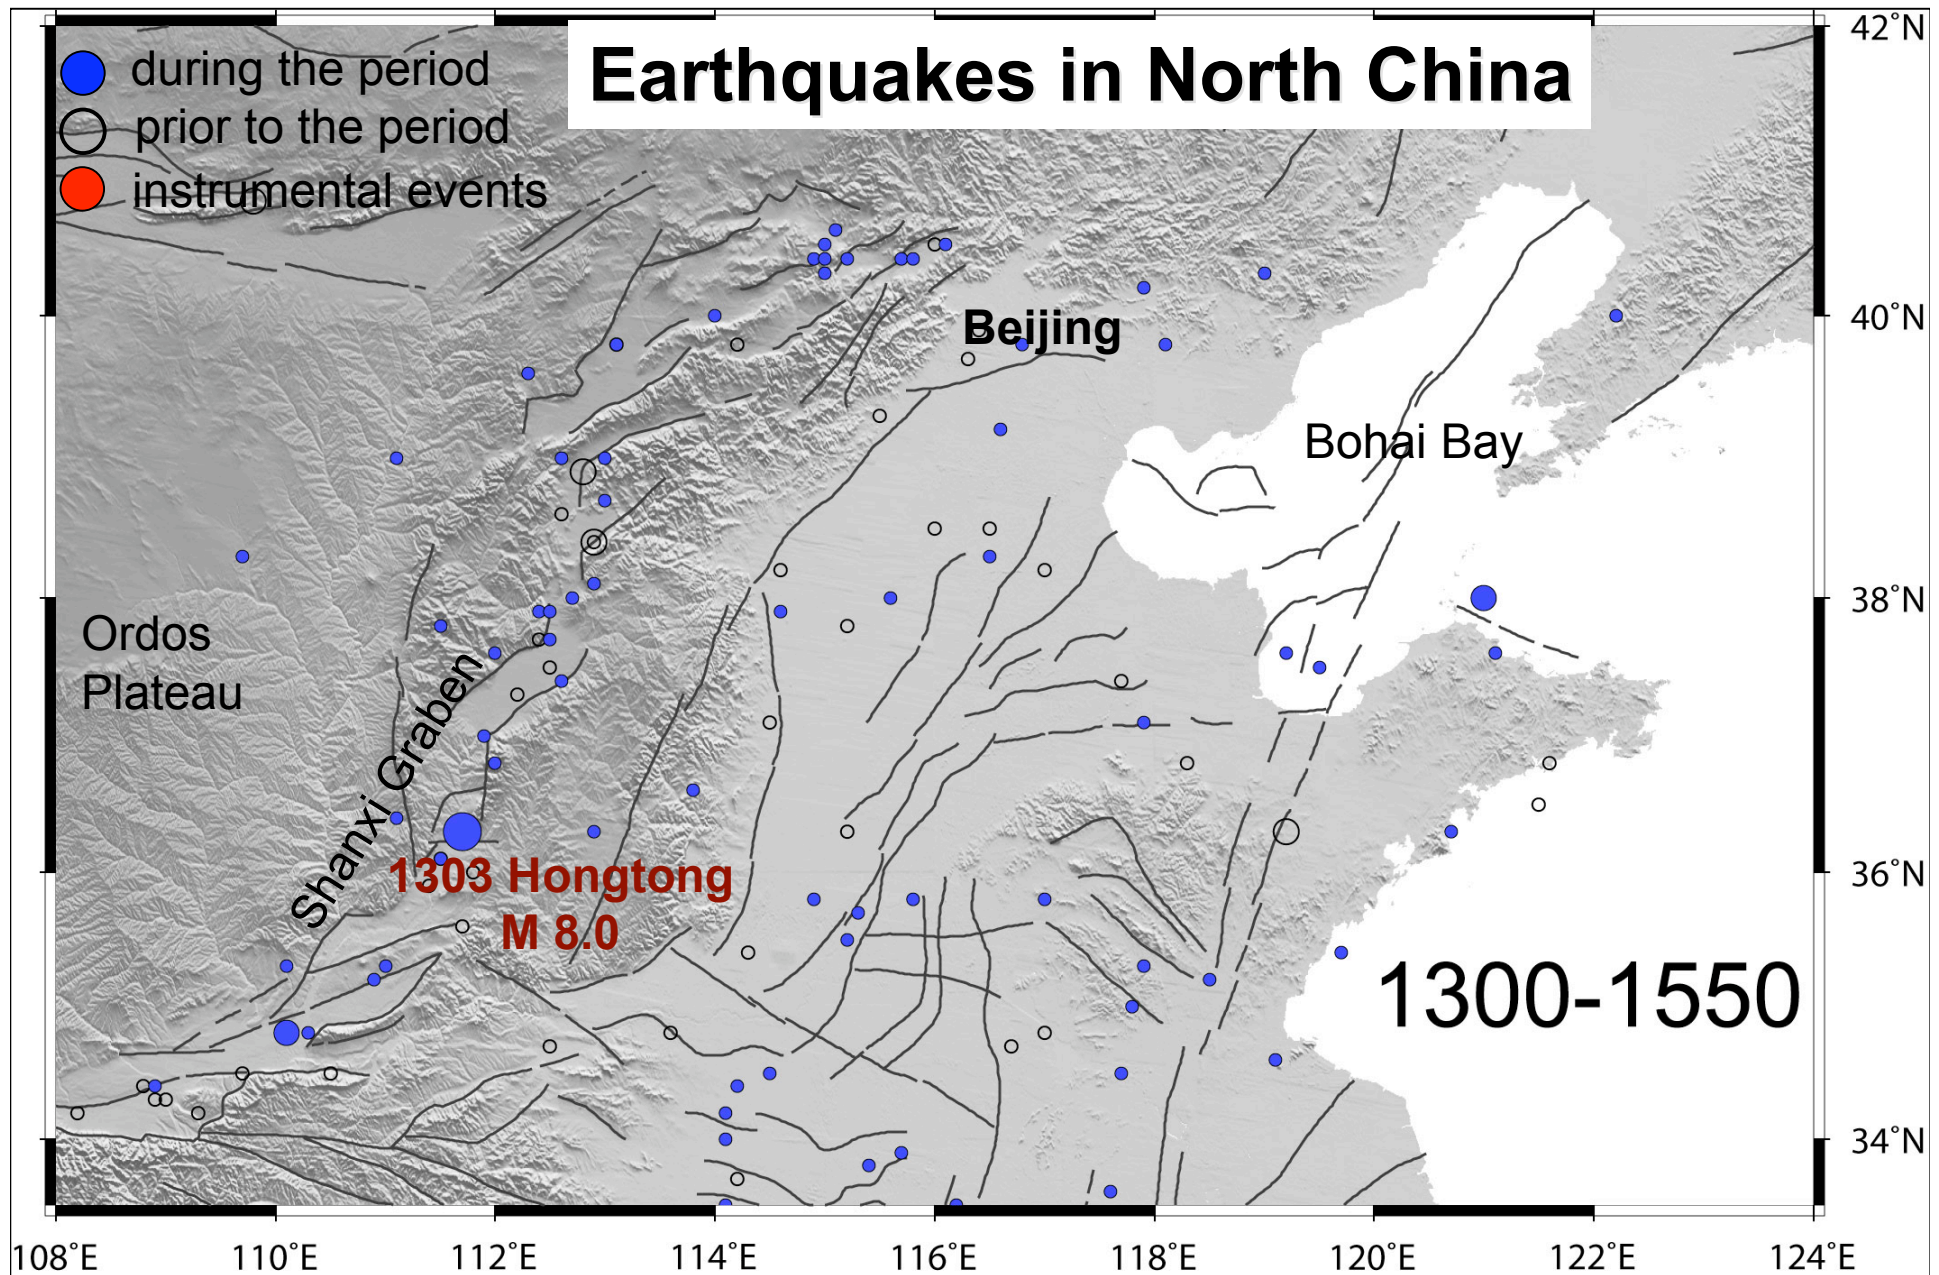 Earthquakes in North China
during the period
prior to the period
instrumental events
42°N
Beijing
40°N
Bohai Bay
38°N
Ordos
Plateau
Shanxi Graben
1303 Hongtong
M 8.0
36°N
1300-1550
34°N
108°E 110°E 112°E 114°E 116°E 118°E 120°E 122°E 124°E